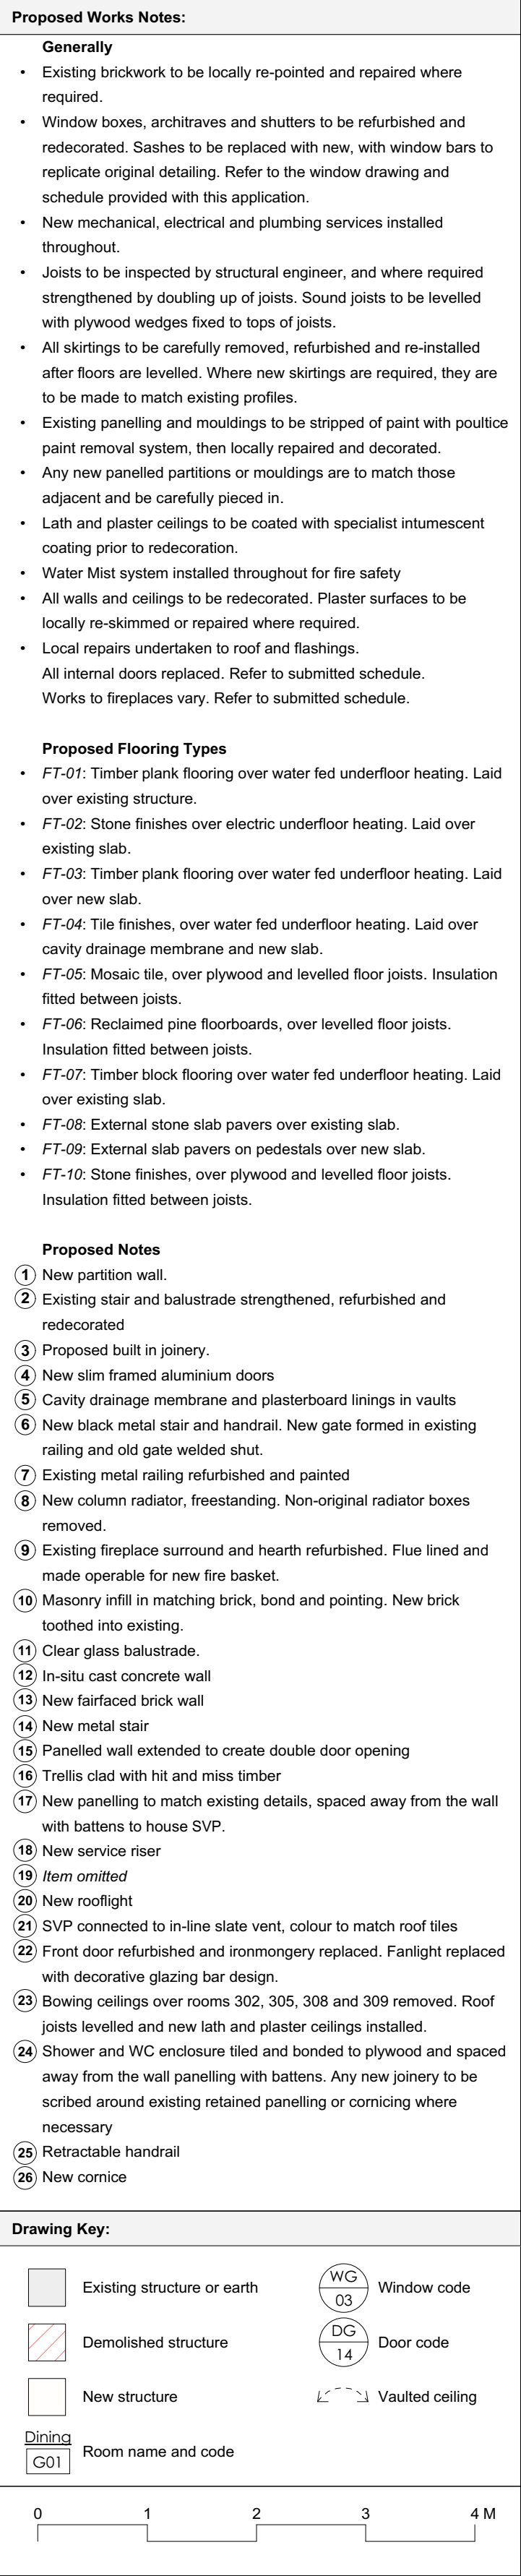 Proposed Works Notes:
Generally
• Existing brickwork to be locally re-pointed and repaired where
required.
• Window boxes, architraves and shutters to be refurbished and
redecorated. Sashes to be replaced with new, with window bars to
replicate original detailing. Refer to the window drawing and
schedule provided with this application.
• New mechanical, electrical and plumbing services installed
throughout.
• Joists to be inspected by structural engineer, and where required
strengthened by doubling up of joists. Sound joists to be levelled
with plywood wedges fixed to tops of joists.
• All skirtings to be carefully removed, refurbished and re-installed
after floors are levelled. Where new skirtings are required, they are
to be made to match existing profiles.
• Existing panelling and mouldings to be stripped of paint with poultice
paint removal system, then locally repaired and decorated.
• Any new panelled partitions or mouldings are to match those
adjacent and be carefully pieced in.
• Lath and plaster ceilings to be coated with specialist intumescent
coating prior to redecoration.
• Water Mist system installed throughout for fire safety
• All walls and ceilings to be redecorated. Plaster surfaces to be
locally re-skimmed or repaired where required.
• Local repairs undertaken to roof and flashings.
All internal doors replaced. Refer to submitted schedule.
Works to fireplaces vary. Refer to submitted schedule.
Proposed Flooring Types
• FT-01: Timber plank flooring over water fed underfloor heating. Laid
over existing structure.
• FT-02: Stone finishes over electric underfloor heating. Laid over
existing slab.
• FT-03: Timber plank flooring over water fed underfloor heating. Laid
over new slab.
• FT-04: Tile finishes, over water fed underfloor heating. Laid over
cavity drainage membrane and new slab.
• FT-05: Mosaic tile, over plywood and levelled floor joists. Insulation
fitted between joists.
• FT-06: Reclaimed pine floorboards, over levelled floor joists.
Insulation fitted between joists.
• FT-07: Timber block flooring over water fed underfloor heating. Laid
over existing slab.
• FT-08: External stone slab pavers over existing slab.
• FT-09: External slab pavers on pedestals over new slab.
• FT-10: Stone finishes, over plywood and levelled floor joists.
Insulation fitted between joists.
Proposed Notes
1 New partition wall.
2 Existing stair and balustrade strengthened, refurbished and
redecorated
3 Proposed built in joinery.
4 New slim framed aluminium doors
5 Cavity drainage membrane and plasterboard linings in vaults
6 New black metal stair and handrail. New gate formed in existing
railing and old gate welded shut.
7 Existing metal railing refurbished and painted
8 New column radiator, freestanding. Non-original radiator boxes
removed.
9 Existing fireplace surround and hearth refurbished. Flue lined and
made operable for new fire basket.
10 Masonry infill in matching brick, bond and pointing. New brick
toothed into existing.
11 Clear glass balustrade.
12 In-situ cast concrete wall
13 New fairfaced brick wall
14 New metal stair
15 Panelled wall extended to create double door opening
16 Trellis clad with hit and miss timber
17 New panelling to match existing details, spaced away from the wall
with battens to house SVP.
18 New service riser
19 Item omitted
20 New rooflight
21 SVP connected to in-line slate vent, colour to match roof tiles
22 Front door refurbished and ironmongery replaced. Fanlight replaced
with decorative glazing bar design.
23 Bowing ceilings over rooms 302, 305, 308 and 309 removed. Roof
joists levelled and new lath and plaster ceilings installed.
24 Shower and WC enclosure tiled and bonded to plywood and spaced
away from the wall panelling with battens. Any new joinery to be
scribed around existing retained panelling or cornicing where
necessary
25 Retractable handrail
26 New cornice
Drawing Key:
Existing structure or earth
WG
03
Window code
Demolished structure
DG
14
Door code
New structure
Vaulted ceiling
Dining
G01
Room name and code
0 1 2 3 4 M